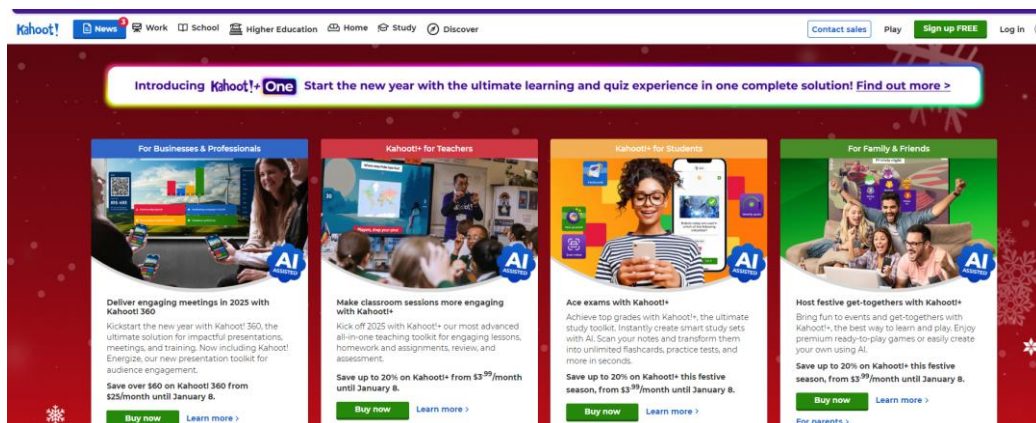 Kahoot!
News
3
Work
School
Higher Education
Home
Study
Discover
Contact sales
Play
Sign up FREE
Log in
Introducing Kahoot!+ One Start the new year with the ultimate learning and quiz experience in one complete solution! Find out more >
For Businesses & Professionals
AI
ASSISTED
Deliver engaging meetings in 2025 with
Kahoot! 360
Kickstart the new year with Kahoot! 360, the
ultimate solution for impactful presentations,
meetings, and training. Now including Kahoot!
Energize, our new presentation toolkit for
audience engagement.
Save over $60 on Kahoot! 360 from
$25/month until January 8.
Buy now
Learn more >
Kahoot!+ for Teachers
AI
ASSISTED
Make classroom sessions more engaging
with Kahoot!+
Kick off 2025 with Kahoot!+ our most advanced
all-in-one teaching toolkit for engaging lessons,
homework and assignments, review, and
assessment.
Save up to 20% on Kahoot!+ from $3.99/month
until January 8.
Buy now
Learn more >
Kahoot!+ for Students
AI
ASSISTED
Ace exams with Kahoot!+
Achieve top grades with Kahoot!+, the ultimate
study toolkit. Instantly create smart study sets
with AI. Scan your notes and transform them
into unlimited flashcards, practice tests, and
more in seconds.
Save up to 20% on Kahoot!+ this festive
season, from $3.99/month until January 8.
Buy now
Learn more >
For Family & Friends
AI
ASSISTED
Host festive get-togethers with Kahoot!+
Bring fun to events and get-togethers with
Kahoot!+, the best way to learn and play. Enjoy
premium ready-to-play games or easily create
your own using AI.
Save up to 20% on Kahoot!+ this festive
season, from $3.99/month until January 8.
Buy now
Learn more >
For parents >